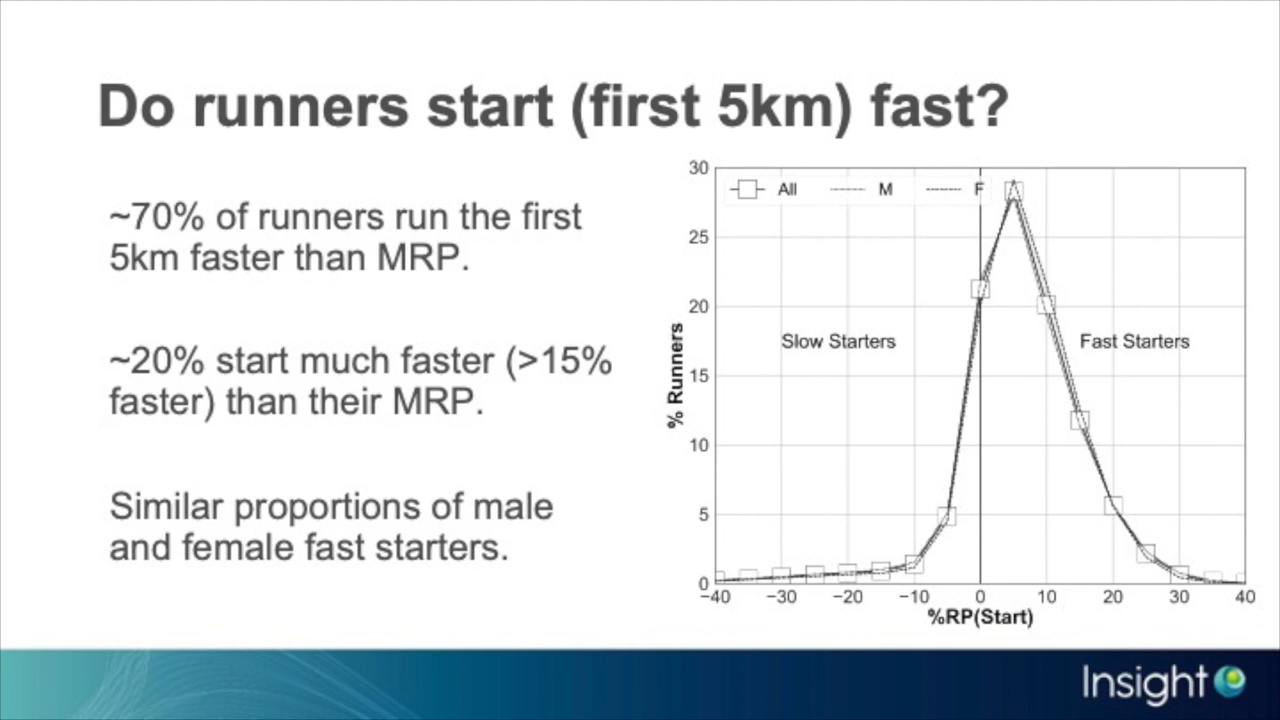 Do runners start (first 5km) fast?
~70% of runners run the first
5km faster than MRP.
~20% start much faster (>15%
faster) than their MRP.
Similar proportions of male
and female fast starters.
All M F
30
25
20
15
10
5
0
% Runners
Slow Starters
Fast Starters
−40 −30 −20 −10 0 10 20 30 40
%RP(Start)
Insight